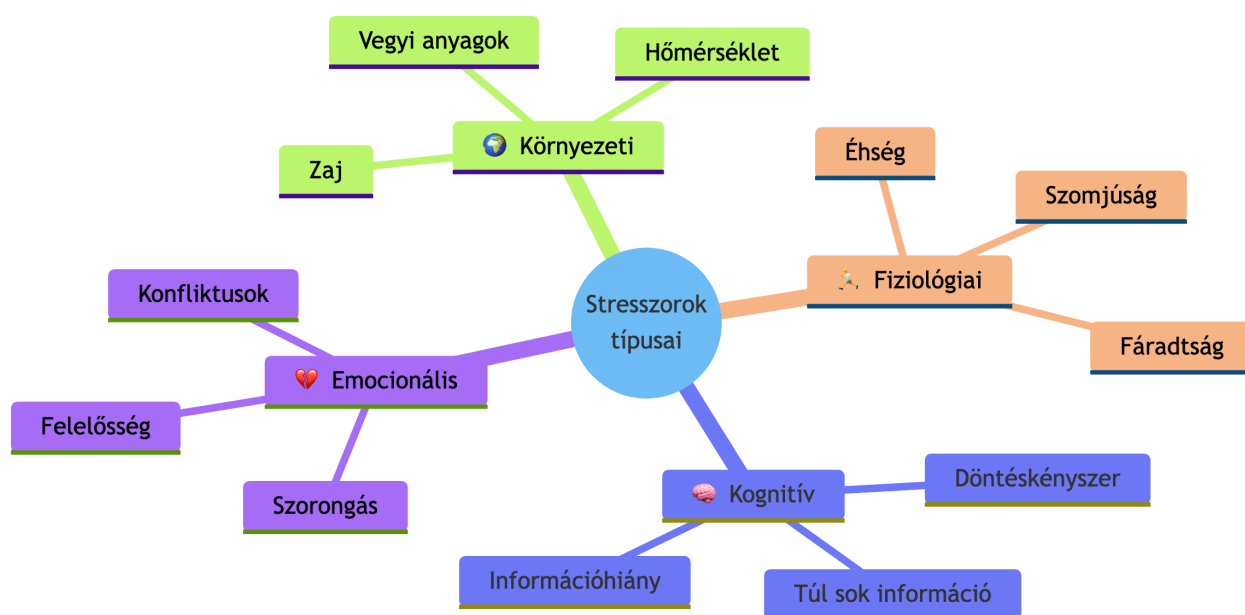 Stresszorok
típusai
🌍 Környezeti
Vegyi anyagok
Hőmérséklet
Zaj
🏃 Fiziológiai
Éhség
Szomjúság
Fáradtság
💔 Emocionális
Konfliktusok
Felelősség
Szorongás
🧠 Kognitív
Döntéskényszer
Információhiány
Túl sok információ